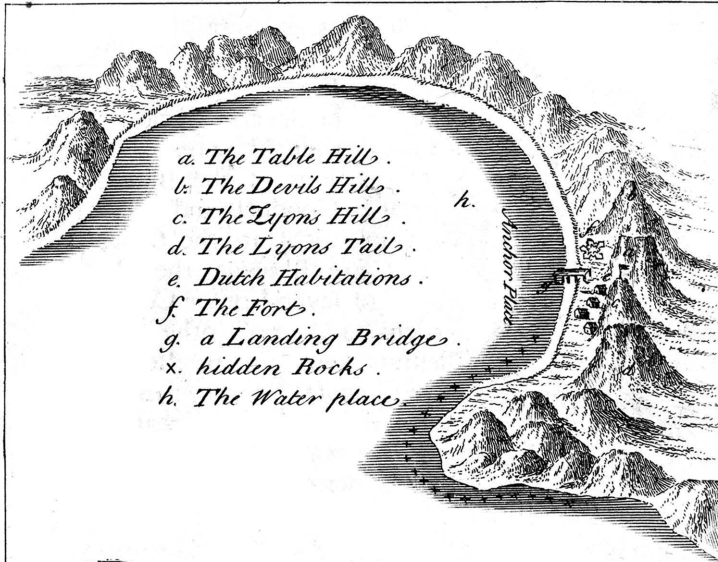 a. The Table Hill.
b. The Devils Hill.
c. The Lyons Hill.
d. The Lyons Tail.
e. Dutch Habitations.
f. The Fort.
g. a Landing Bridge.
x. hidden Rocks.
h. The Water place.
h.
Anchor Place